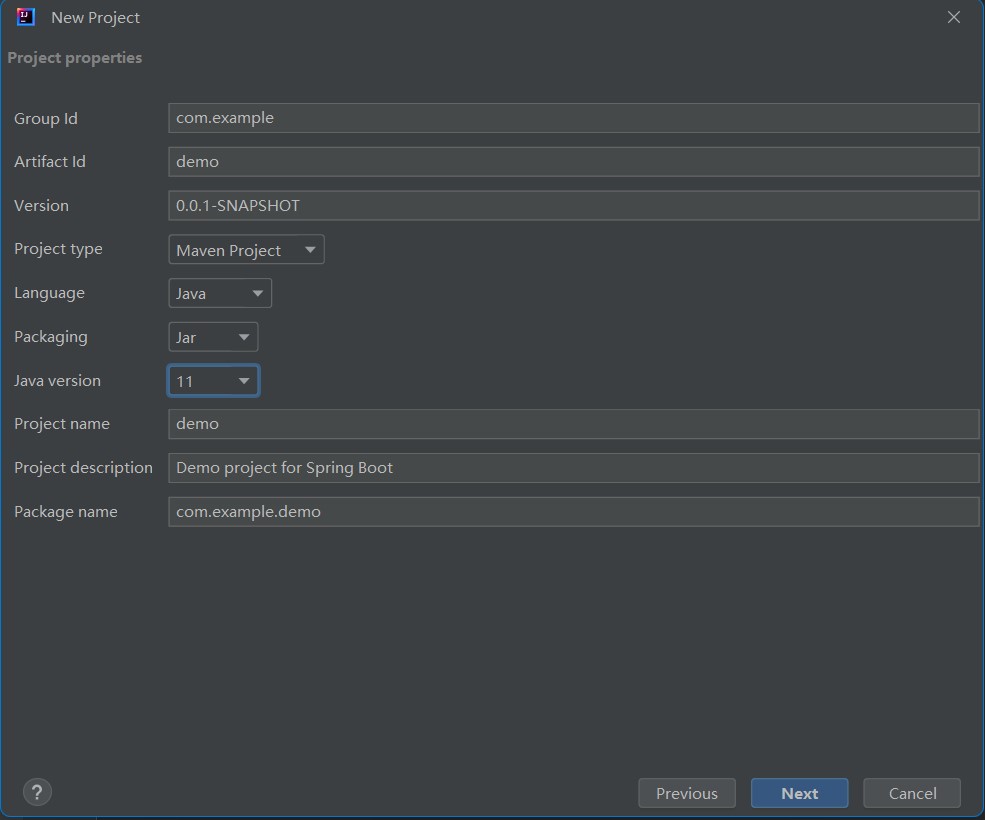 New Project
Project properties
Group Id com.example
Artifact Id demo
Version 0.0.1-SNAPSHOT
Project type Maven Project
Language Java
Packaging Jar
Java version 11
Project name demo
Project description Demo project for Spring Boot
Package name com.example.demo
? Previous Next Cancel